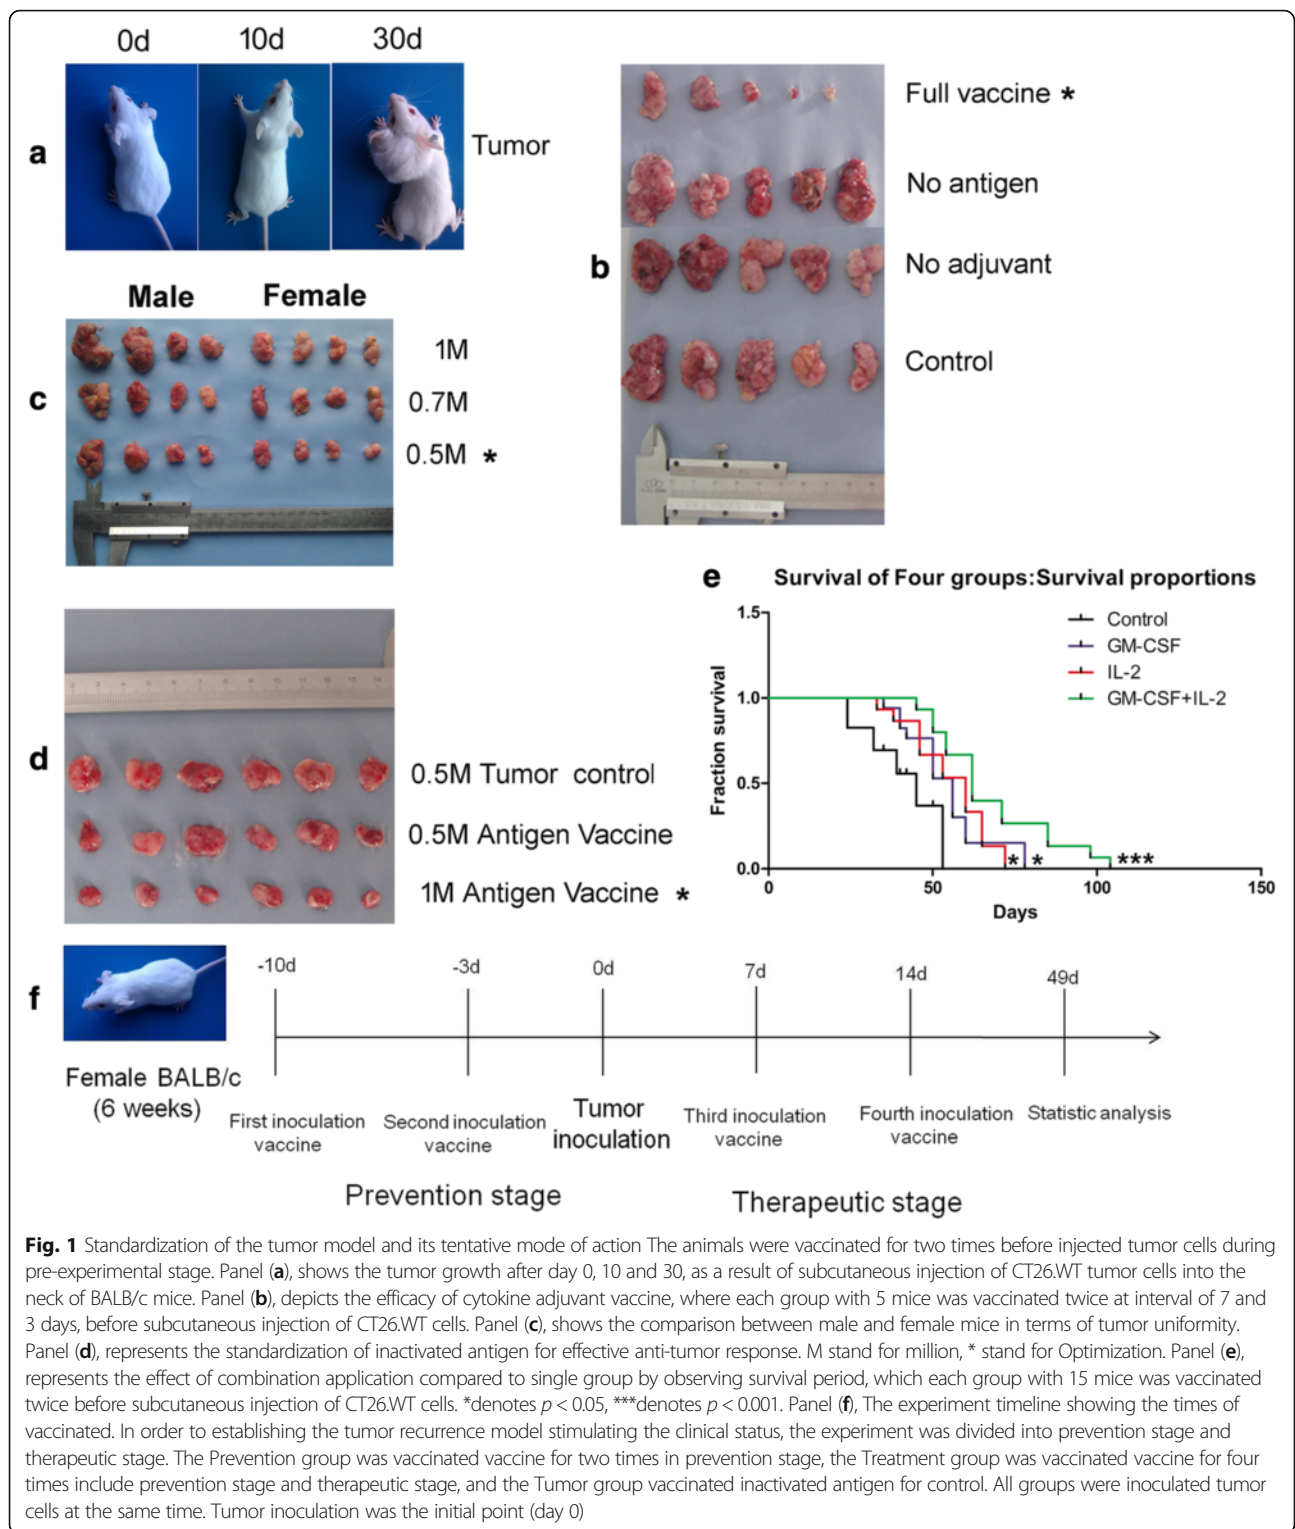 0d 10d 30d
a
Tumor
Full vaccine *
No antigen
b
No adjuvant
Control
Male Female
1M
c
0.7M
0.5M *
e
Survival of Four groups:Survival proportions
1.5
1.0
0.5
0.0
Fraction survival
Control
GM-CSF
IL-2
GM-CSF+IL-2
* * ***
0 50 100 150
Days
2 3 4 5 6 7 8 9 10 11 12 13 14
d
0.5M Tumor control
0.5M Antigen Vaccine
1M Antigen Vaccine *
f
-10d -3d 0d 7d 14d 49d
Female BALB/c
(6 weeks)
First inoculation
vaccine
Second inoculation
vaccine
Tumor
inoculation
Third inoculation
vaccine
Fourth inoculation
vaccine
Statistic analysis
Prevention stage
Therapeutic stage
Fig. 1 Standardization of the tumor model and its tentative mode of action The animals were vaccinated for two times before injected tumor cells during
pre-experimental stage. Panel (a), shows the tumor growth after day 0, 10 and 30, as a result of subcutaneous injection of CT26.WT tumor cells into the
neck of BALB/c mice. Panel (b), depicts the efficacy of cytokine adjuvant vaccine, where each group with 5 mice was vaccinated twice at interval of 7 and
3 days, before subcutaneous injection of CT26.WT cells. Panel (c), shows the comparison between male and female mice in terms of tumor uniformity.
Panel (d), represents the standardization of inactivated antigen for effective anti-tumor response. M stand for million, * stand for Optimization. Panel (e),
represents the effect of combination application compared to single group by observing survival period, which each group with 15 mice was vaccinated
twice before subcutaneous injection of CT26.WT cells. *denotes p < 0.05, ***denotes p < 0.001. Panel (f), The experiment timeline showing the times of
vaccinated. In order to establishing the tumor recurrence model stimulating the clinical status, the experiment was divided into prevention stage and
therapeutic stage. The Prevention group was vaccinated vaccine for two times in prevention stage, the Treatment group was vaccinated vaccine for four
times include prevention stage and therapeutic stage, and the Tumor group vaccinated inactivated antigen for control. All groups were inoculated tumor
cells at the same time. Tumor inoculation was the initial point (day 0)